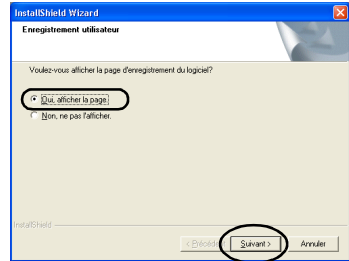 InstallShield Wizard
Enregistrement utilisateur
Voulez-vous afficher la page d'enregistrement du logiciel?
Oui, afficher la page.
Non, ne pas l'afficher.
InstallShield
< Précédent Suivant > Annuler